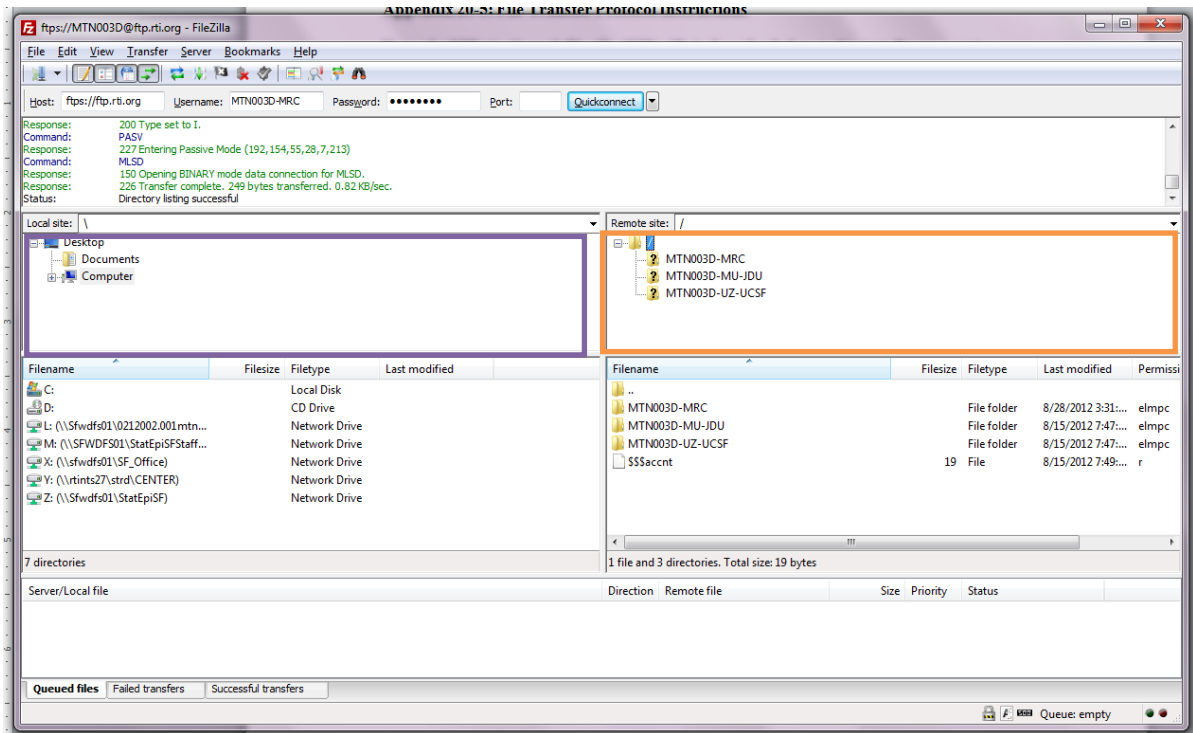 Appendix 20-5: File Transfer Protocol Instructions
ftps://MTN003D@ftp.rti.org - FileZilla
File Edit View Transfer Server Bookmarks Help
Host: ftps://ftp.rti.org Username: MTN003D-MRC Password: •••••••• Port: Quickconnect
Response: 200 Type set to I.
Command: PASV
Response: 227 Entering Passive Mode (192,154,55,28,7,213)
Command: MLSD
Response: 150 Opening BINARY mode data connection for MLSD.
Response: 226 Transfer complete. 249 bytes transferred. 0.82 KB/sec.
Status: Directory listing successful
Local site: \
Desktop
Documents
Computer
Remote site: /
/
MTN003D-MRC
MTN003D-MU-JDU
MTN003D-UZ-UCSF
Filename Filesize Filetype Last modified
C: Local Disk
D: CD Drive
L: (\\Sfwdfs01\0212002.001mtn... Network Drive
M: (\\SFWDFS01\StatEpiSFStaff... Network Drive
X: (\\sfwdfs01\SF_Office) Network Drive
Y: (\\rtints27\strd\CENTER) Network Drive
Z: (\\Sfwdfs01\StatEpiSF) Network Drive
7 directories
Filename Filesize Filetype Last modified Permissi
..
MTN003D-MRC File folder 8/28/2012 3:31:... elmpc
MTN003D-MU-JDU File folder 8/15/2012 7:47:... elmpc
MTN003D-UZ-UCSF File folder 8/15/2012 7:47:... elmpc
$$$accnt 19 File 8/15/2012 7:49:... r
1 file and 3 directories. Total size: 19 bytes
Server/Local file Direction Remote file Size Priority Status
Queued files Failed transfers Successful transfers
Queue: empty